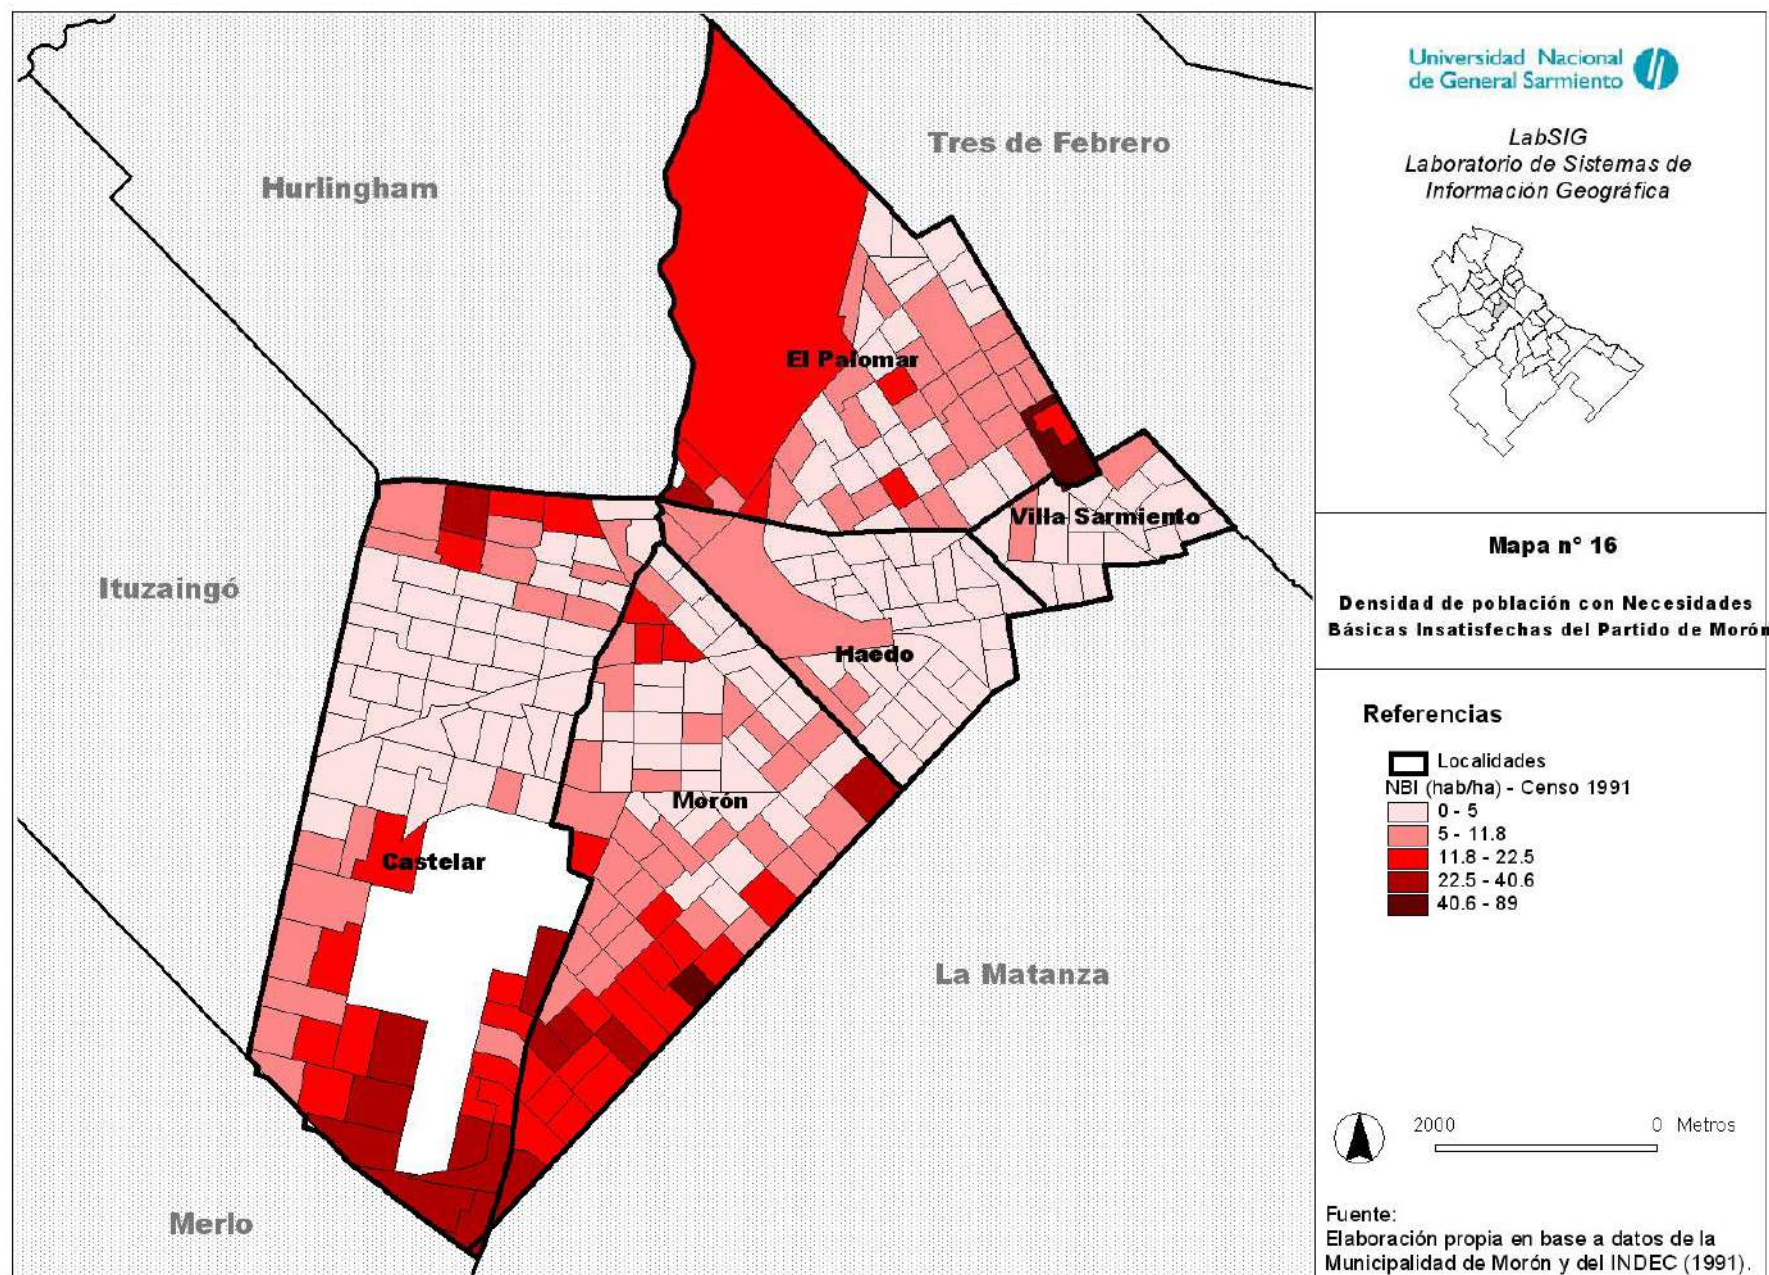 Universidad Nacional
de General Sarmiento
LabSIG
Laboratorio de Sistemas de
Información Geográfica
Mapa n° 16
Densidad de población con Necesidades
Básicas Insatisfechas del Partido de Morón
Referencias
Localidades
NBI (hab/ha) - Censo 1991
0 - 5
5 - 11.8
11.8 - 22.5
22.5 - 40.6
40.6 - 89
2000 0 Metros
Fuente:
Elaboración propia en base a datos de la
Municipalidad de Morón y del INDEC (1991).
Tres de Febrero
Hurlingham
El Palomar
Villa Sarmiento
Ituzaingó
Haedo
Morón
Castelar
La Matanza
Merlo